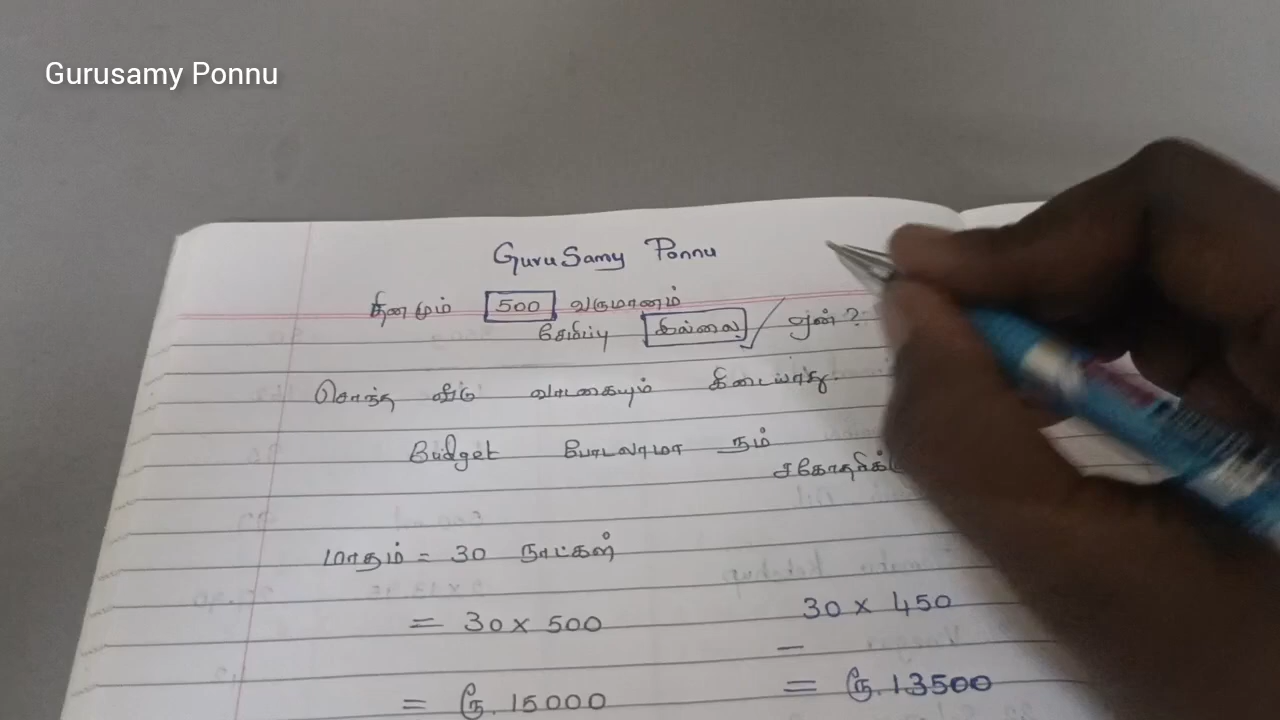 Gurusamy Ponnu
GuruSamy Ponnu
தினமும் 500 வருமானம்
சேமிப்பு இல்லை ஏன்?
சொந்த வீடு வாடகையும் கிடையாது.
Budget போடலாமா நம்
மாதம் = 30 நாட்கள்
= 30 x 500
30 x 450
= ரூ. 15000
= ரூ. 13500